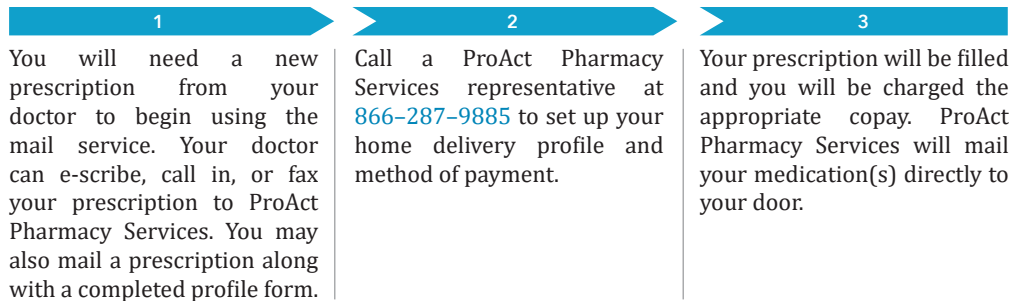 1
You will need a new
prescription from your
doctor to begin using the
mail service. Your doctor
can e-scribe, call in, or fax
your prescription to ProAct
Pharmacy Services. You may
also mail a prescription along
with a completed profile form.
2
Call a ProAct Pharmacy
Services representative at
866–287–9885 to set up your
home delivery profile and
method of payment.
3
Your prescription will be filled
and you will be charged the
appropriate copay. ProAct
Pharmacy Services will mail
your medication(s) directly to
your door.